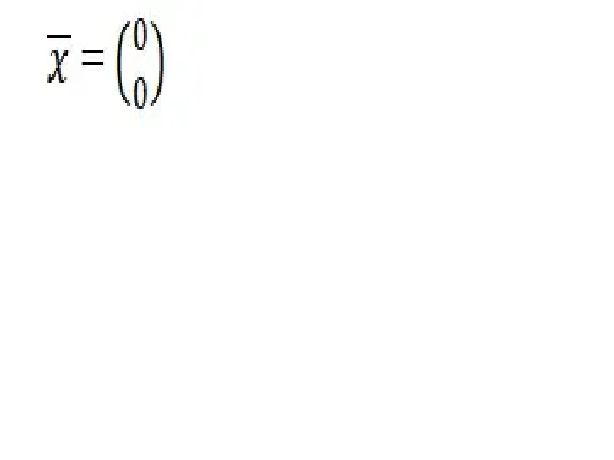 x̅ = (0
0)